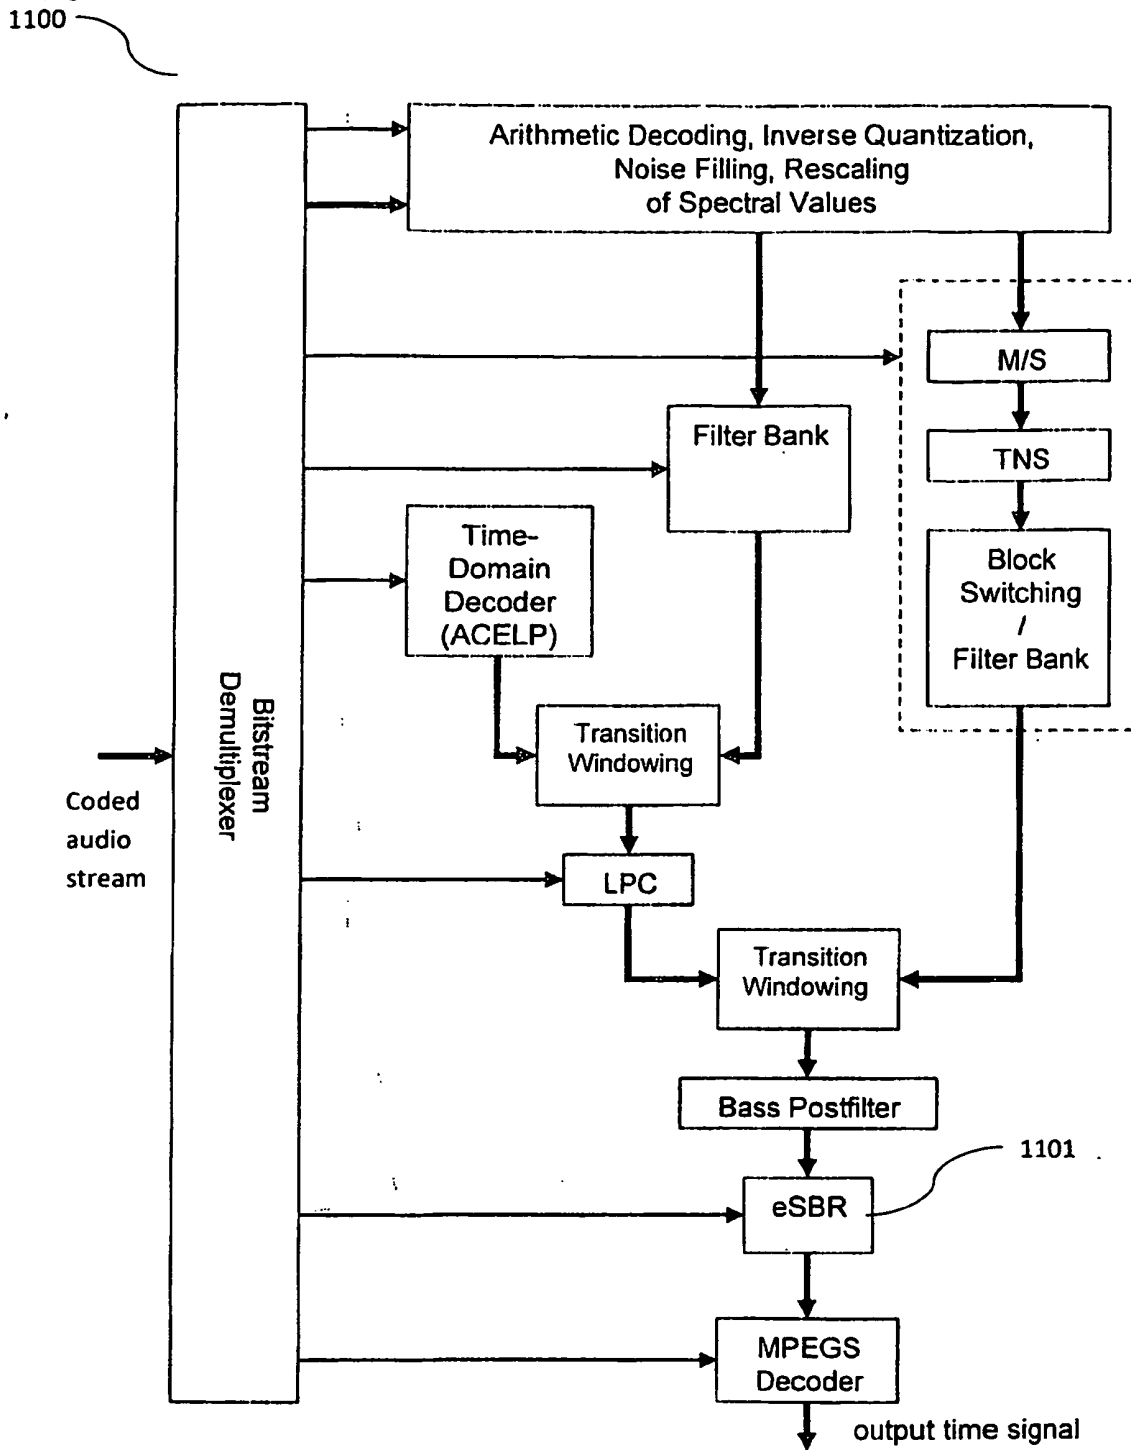 1100
Arithmetic Decoding, Inverse Quantization,
Noise Filling, Rescaling
of Spectral Values
M/S
Filter Bank
TNS
Time-
Domain
Decoder
(ACELP)
Block
Switching
/
Filter Bank
Bitstream
Demultiplexer
Transition
Windowing
Coded
audio
stream
LPC
Transition
Windowing
Bass Postfilter
1101
eSBR
MPEGS
Decoder
output time signal